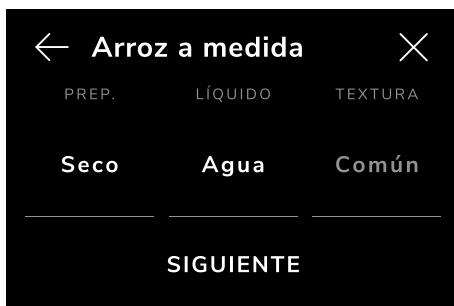 Arroz a medida
PREP. LÍQUIDO TEXTURA
Seco Agua Común
SIGUIENTE